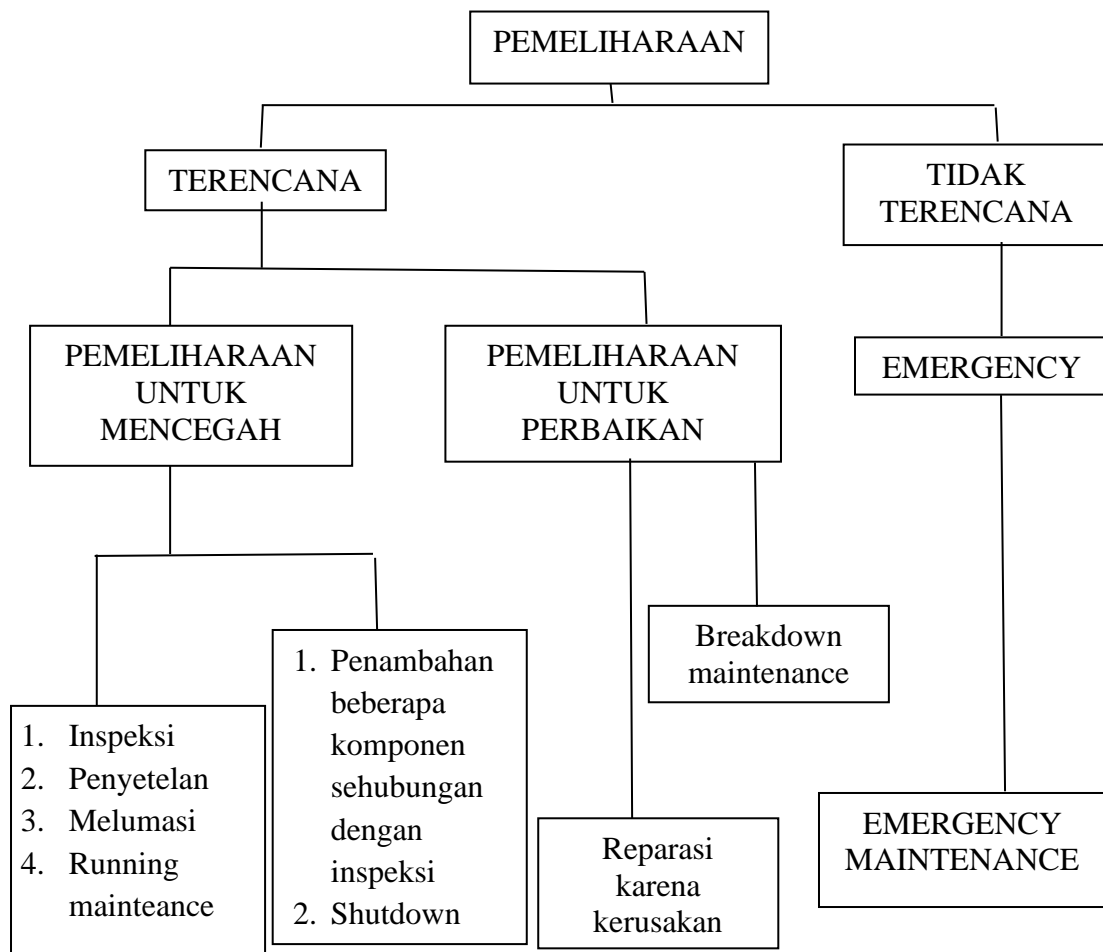 PEMELIHARAAN
TERENCANA
TIDAK
TERENCANA
PEMELIHARAAN
UNTUK
MENCEGAH
PEMELIHARAAN
UNTUK
PERBAIKAN
EMERGENCY
Breakdown
maintenance
1. Inspeksi
2. Penyetelan
3. Melumasi
4. Running
mainteance
1. Penambahan
beberapa
komponen
sehubungan
dengan
inspeksi
2. Shutdown
Reparasi
karena
kerusakan
EMERGENCY
MAINTENANCE